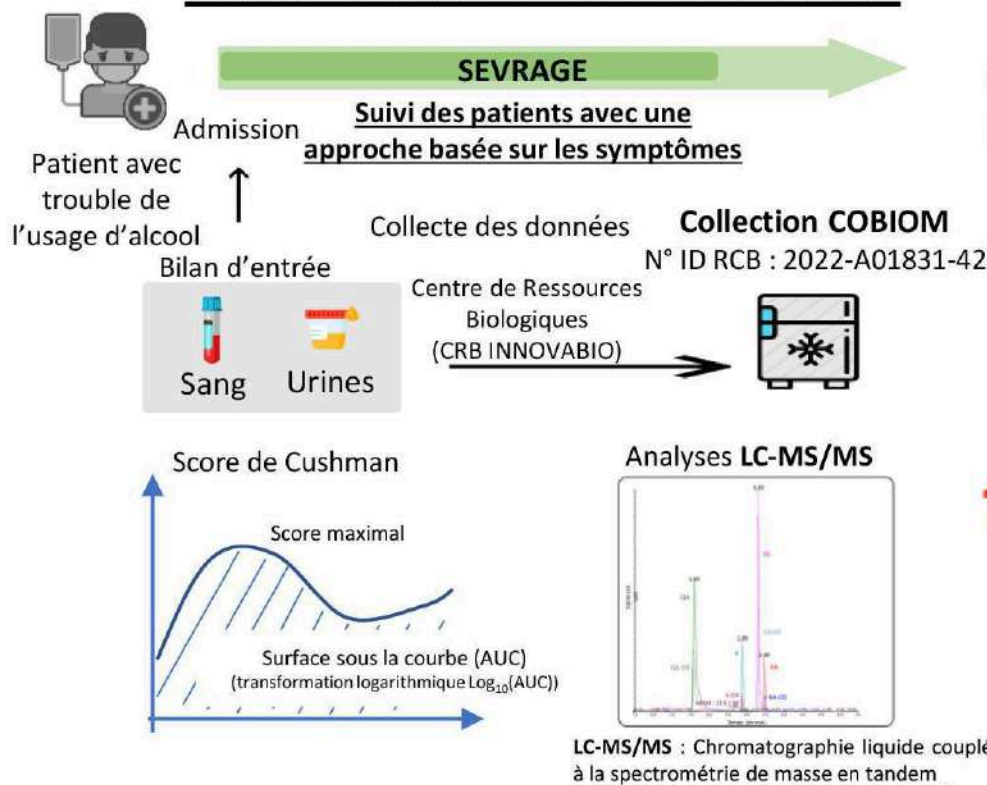 SEVRAGE
Suivi des patients avec une
approche basée sur les symptômes
Admission
Patient avec
trouble de
l'usage d'alcool
Bilan d'entrée
Sang
Urines
Collecte des données
Centre de Ressources
Biologiques
(CRB INNOVABIO)
Collection COBIOM
N° ID RCB : 2022-A01831-42
Score de Cushman
Score maximal
Surface sous la courbe (AUC)
(transformation logarithmique Log₁₀(AUC))
Analyses LC-MS/MS
LC-MS/MS : Chromatographie liquide couplé
à la spectrométrie de masse en tandem